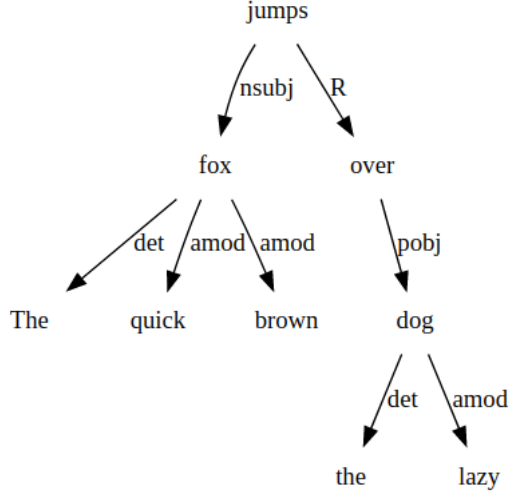 jumps
nsubj R
fox over
det amod amod pobj
The quick brown dog
det amod
the lazy